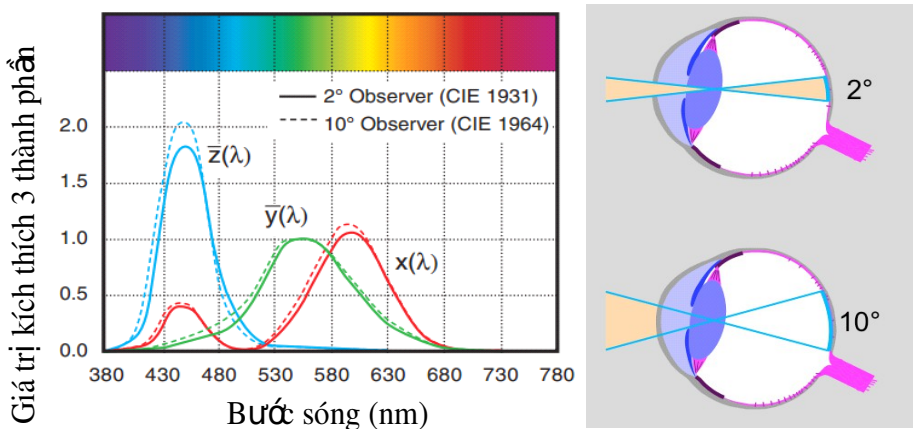 Giá trị kích thích 3 thành phần
2° Observer (CIE 1931)
10° Observer (CIE 1964)
2.0
1.5
1.0
0.5
0.0
z̅(λ)
y̅(λ)
x(λ)
380 430 480 530 580 630 680 730 780
Bước sóng (nm)
2°
10°